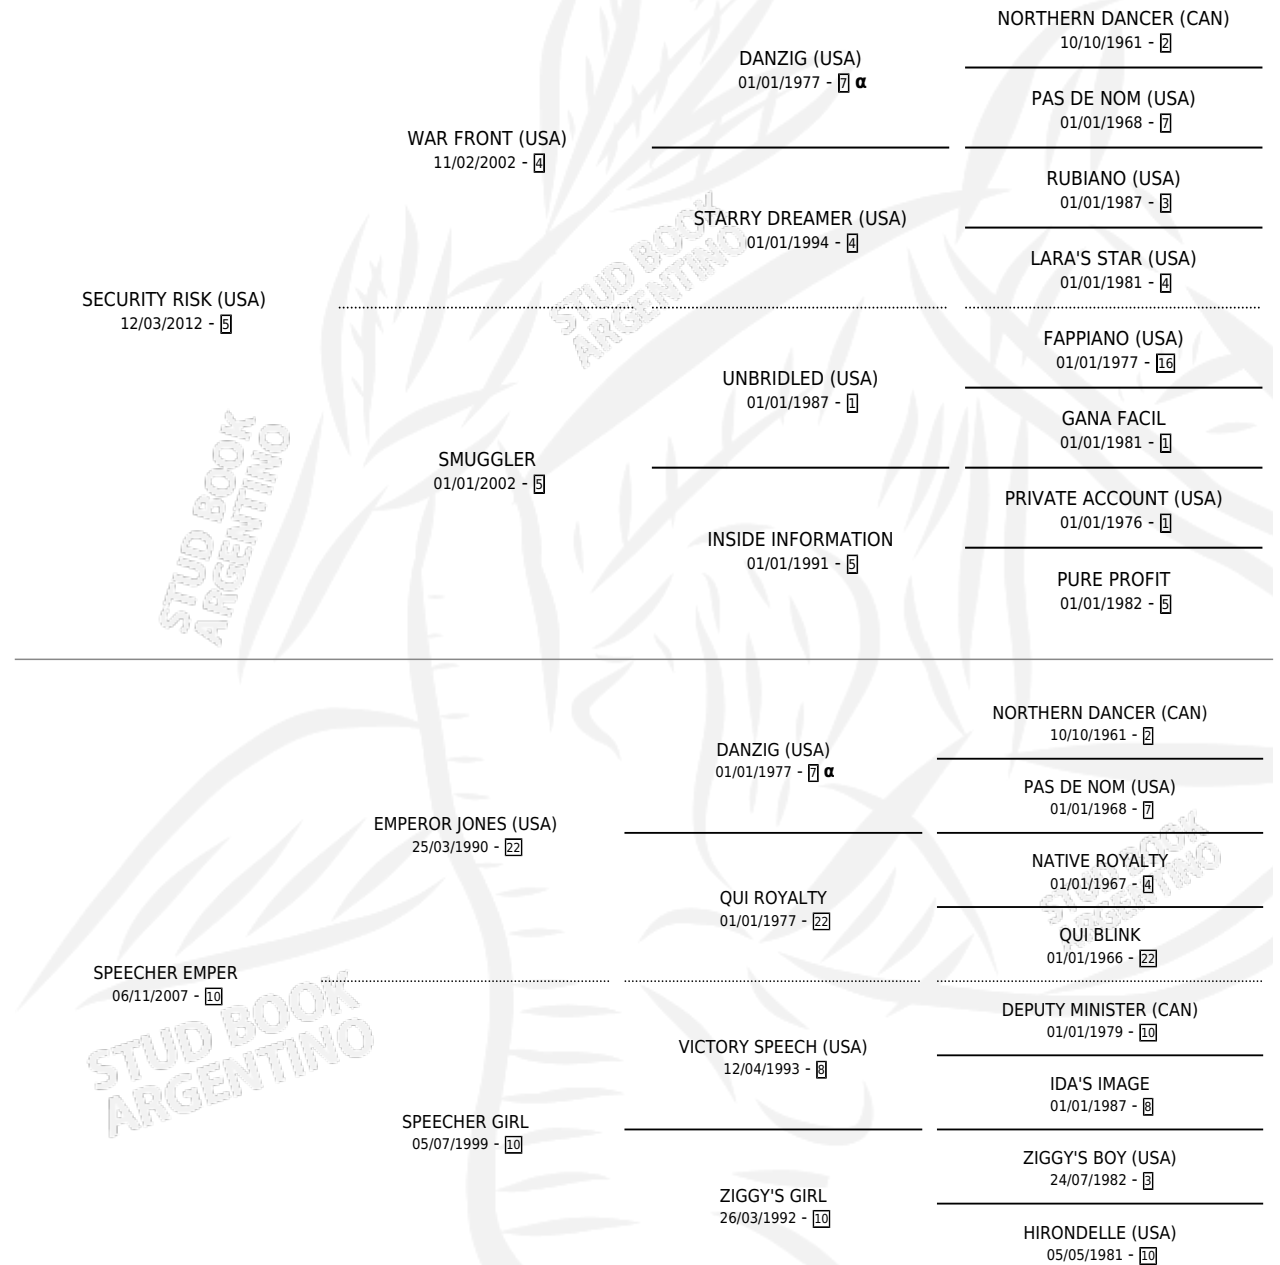 NORTHERN DANCER (CAN)
10/10/1961 - 2
DANZIG (USA)
01/01/1977 - 7 α
PAS DE NOM (USA)
01/01/1968 - 7
WAR FRONT (USA)
11/02/2002 - 4
RUBIANO (USA)
01/01/1987 - 3
STARRY DREAMER (USA)
01/01/1994 - 4
LARA'S STAR (USA)
01/01/1981 - 4
SECURITY RISK (USA)
12/03/2012 - 5
FAPPIANO (USA)
01/01/1977 - 16
UNBRIDLED (USA)
01/01/1987 - 1
GANA FACIL
01/01/1981 - 1
SMUGGLER
01/01/2002 - 5
PRIVATE ACCOUNT (USA)
01/01/1976 - 1
INSIDE INFORMATION
01/01/1991 - 5
PURE PROFIT
01/01/1982 - 5
NORTHERN DANCER (CAN)
10/10/1961 - 2
DANZIG (USA)
01/01/1977 - 7 α
PAS DE NOM (USA)
01/01/1968 - 7
EMPEROR JONES (USA)
25/03/1990 - 22
NATIVE ROYALTY
01/01/1967 - 4
QUI ROYALTY
01/01/1977 - 22
QUI BLINK
01/01/1966 - 22
SPEECHER EMPER
06/11/2007 - 10
DEPUTY MINISTER (CAN)
01/01/1979 - 10
VICTORY SPEECH (USA)
12/04/1993 - 8
IDA'S IMAGE
01/01/1987 - 8
SPEECHER GIRL
05/07/1999 - 10
ZIGGY'S BOY (USA)
24/07/1982 - 3
ZIGGY'S GIRL
26/03/1992 - 10
HIRONDELLE (USA)
05/05/1981 - 10
STUD BOOK
ARGENTINO
STUD BOOK
ARGENTINO
STUD BOOK
ARGENTINO
STUD BOOK
ARGENTINO